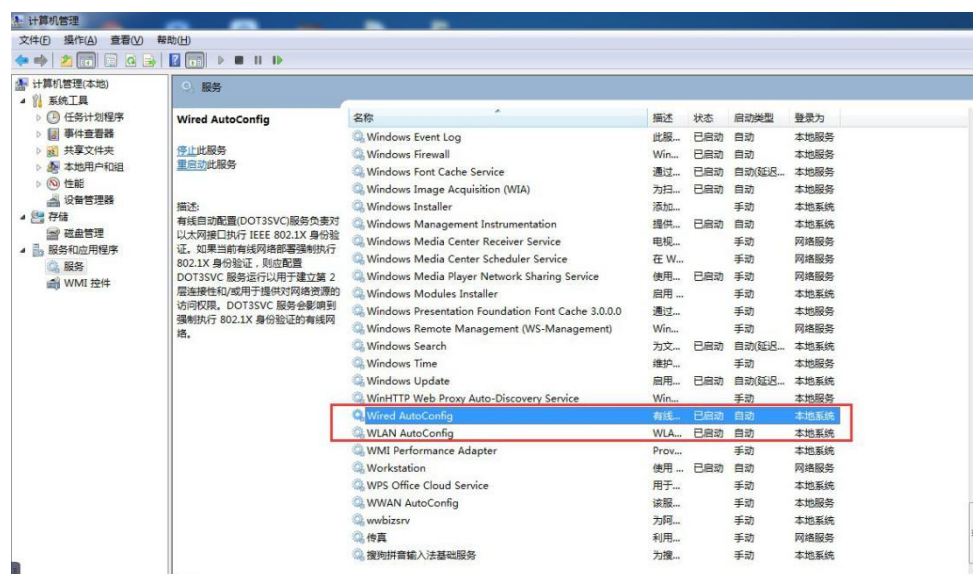 计算机管理
文件(F) 操作(A) 查看(V) 帮助(H)
计算机管理(本地)
系统工具
任务计划程序
事件查看器
共享文件夹
本地用户和组
性能
设备管理器
存储
磁盘管理
服务和应用程序
服务
WMI 控件
服务
Wired AutoConfig
停止此服务
重启动此服务
描述:
有线自动配置(DOT3SVC)服务负责对
以太网接口执行 IEEE 802.1X 身份验
证。如果当前有线网络部署强制执行
802.1X 身份验证，则应配置
DOT3SVC 服务运行以用于建立第 2
层连接性和/或用于提供对网络资源的
访问权限。DOT3SVC 服务会影响到
强制执行 802.1X 身份验证的有线网
络。
名称 描述 状态 启动类型 登录为
Windows Event Log 此服... 已启动 自动 本地服务
Windows Firewall Win... 已启动 自动 本地服务
Windows Font Cache Service 通过... 已启动 自动(延迟... 本地服务
Windows Image Acquisition (WIA) 为扫... 已启动 自动 本地服务
Windows Installer 添加... 手动 本地系统
Windows Management Instrumentation 提供... 已启动 自动 本地系统
Windows Media Center Receiver Service 电视... 手动 网络服务
Windows Media Center Scheduler Service 在 W... 手动 网络服务
Windows Media Player Network Sharing Service 使用... 已启动 手动 网络服务
Windows Modules Installer 启用 ... 手动 本地系统
Windows Presentation Foundation Font Cache 3.0.0.0 通过... 手动 本地服务
Windows Remote Management (WS-Management) Win... 手动 网络服务
Windows Search 为文... 已启动 自动(延迟... 本地系统
Windows Time 维护... 手动 本地服务
Windows Update 启用... 已启动 自动(延迟... 本地系统
WinHTTP Web Proxy Auto-Discovery Service Win... 手动 本地服务
Wired AutoConfig 有线... 已启动 自动 本地系统
WLAN AutoConfig WLA... 已启动 自动 本地系统
WMI Performance Adapter Prov... 手动 本地系统
Workstation 使用 ... 已启动 自动 网络服务
WPS Office Cloud Service 用于... 手动 本地系统
WWAN AutoConfig 该服... 手动 本地服务
wwbizsrv 为阿... 手动 本地系统
传真 利用... 手动 网络服务
搜狗拼音输入法基础服务 为搜... 手动 本地系统